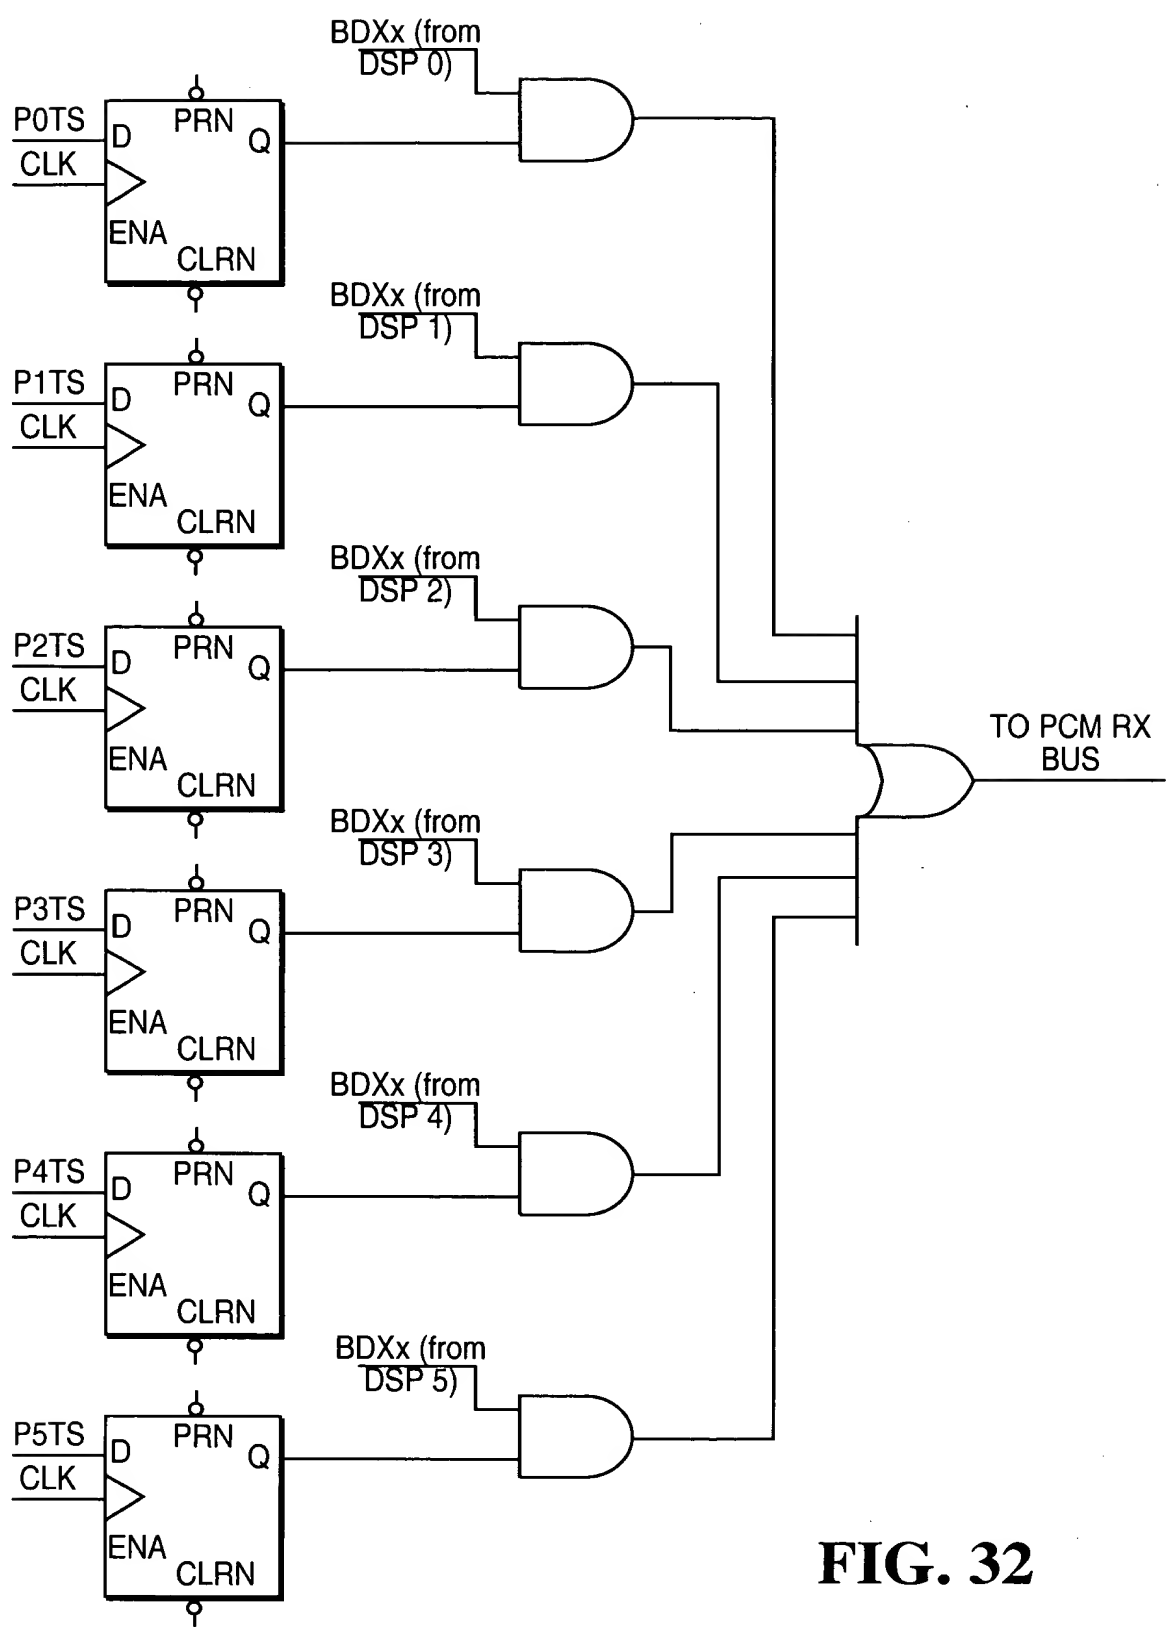 BDXx (from
DSP 0)
P0TS
CLK
D
PRN
Q
ENA
CLRN
BDXx (from
DSP 1)
P1TS
CLK
D
PRN
Q
ENA
CLRN
BDXx (from
DSP 2)
P2TS
CLK
D
PRN
Q
ENA
CLRN
TO PCM RX
BUS
BDXx (from
DSP 3)
P3TS
CLK
D
PRN
Q
ENA
CLRN
BDXx (from
DSP 4)
P4TS
CLK
D
PRN
Q
ENA
CLRN
BDXx (from
DSP 5)
P5TS
CLK
D
PRN
Q
ENA
CLRN
FIG. 32